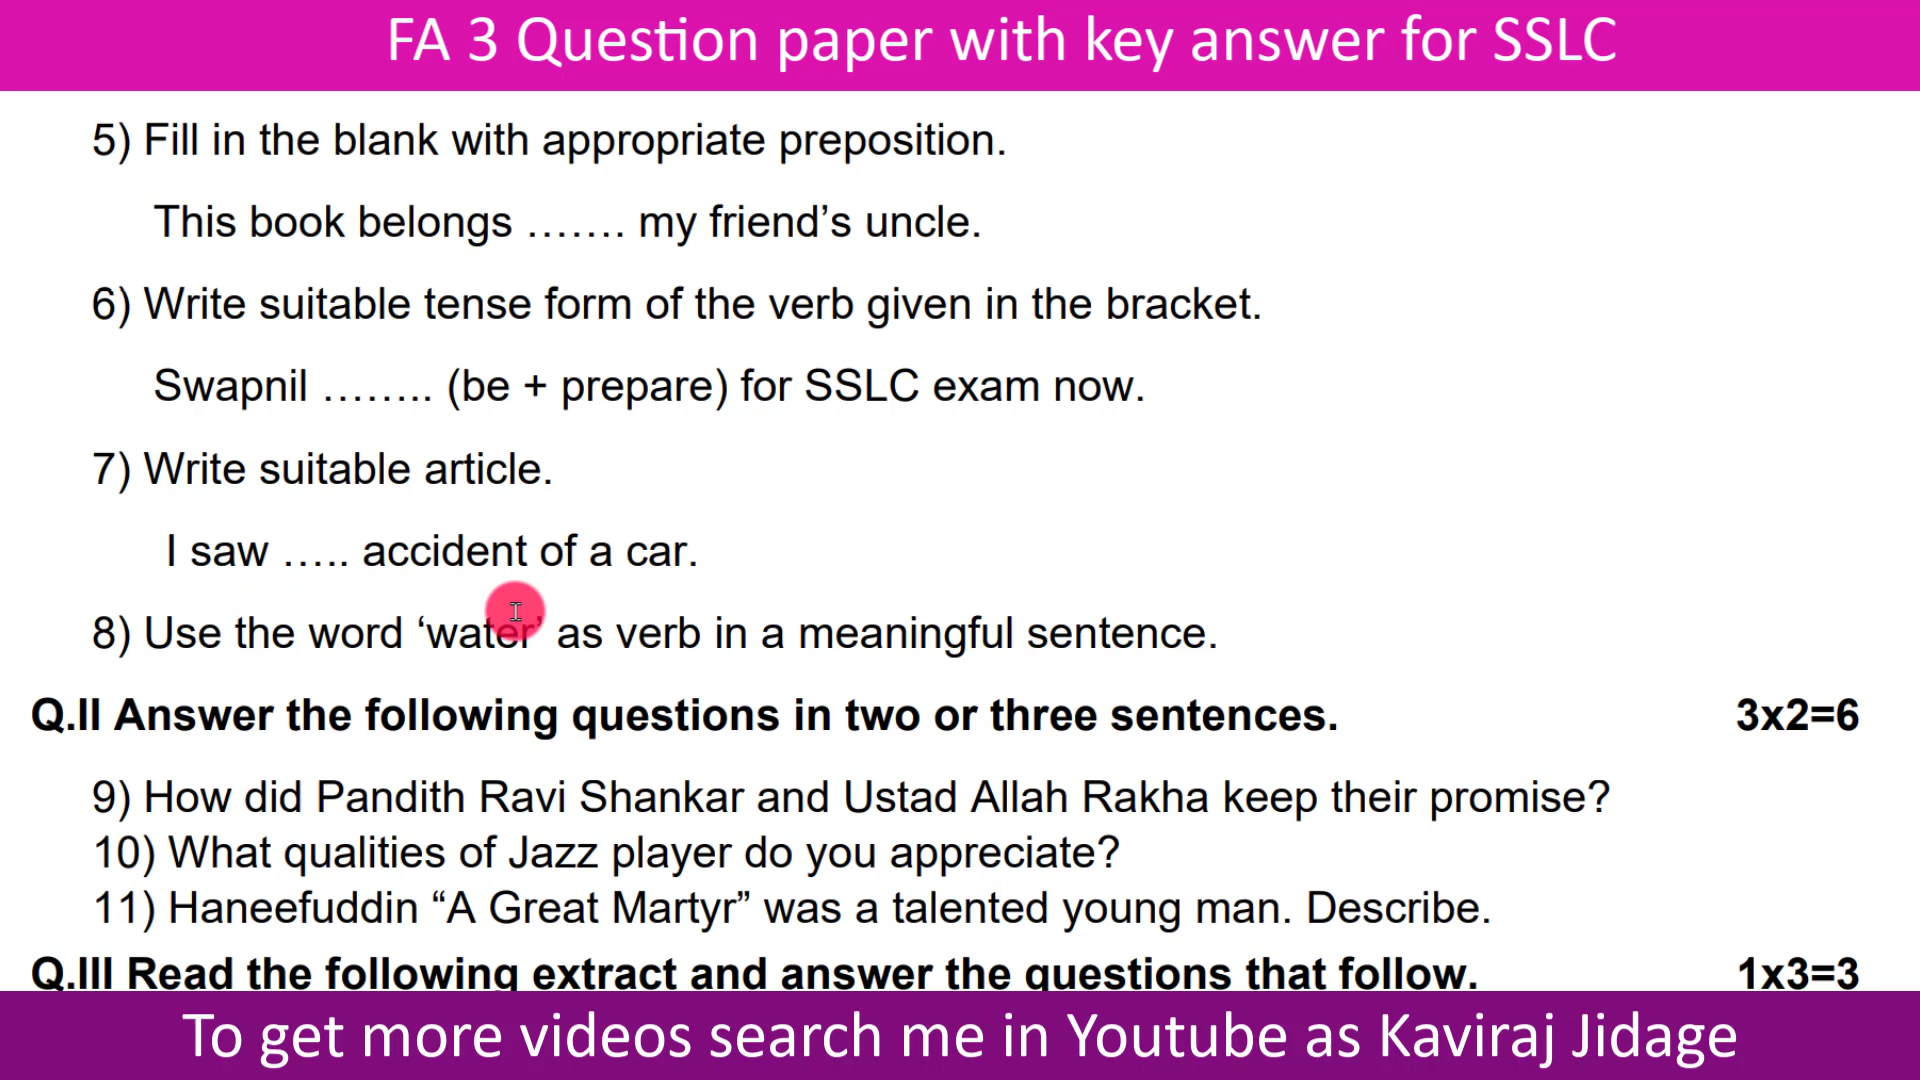 FA 3 Question paper with key answer for SSLC
5) Fill in the blank with appropriate preposition.
This book belongs ……. my friend’s uncle.
6) Write suitable tense form of the verb given in the bracket.
Swapnil …….. (be + prepare) for SSLC exam now.
7) Write suitable article.
I saw ….. accident of a car.
8) Use the word ‘water’ as verb in a meaningful sentence.
Q.II Answer the following questions in two or three sentences. 3x2=6
9) How did Pandith Ravi Shankar and Ustad Allah Rakha keep their promise?
10) What qualities of Jazz player do you appreciate?
11) Haneefuddin “A Great Martyr” was a talented young man. Describe.
Q.III Read the following extract and answer the questions that follow. 1x3=3
To get more videos search me in Youtube as Kaviraj Jidage